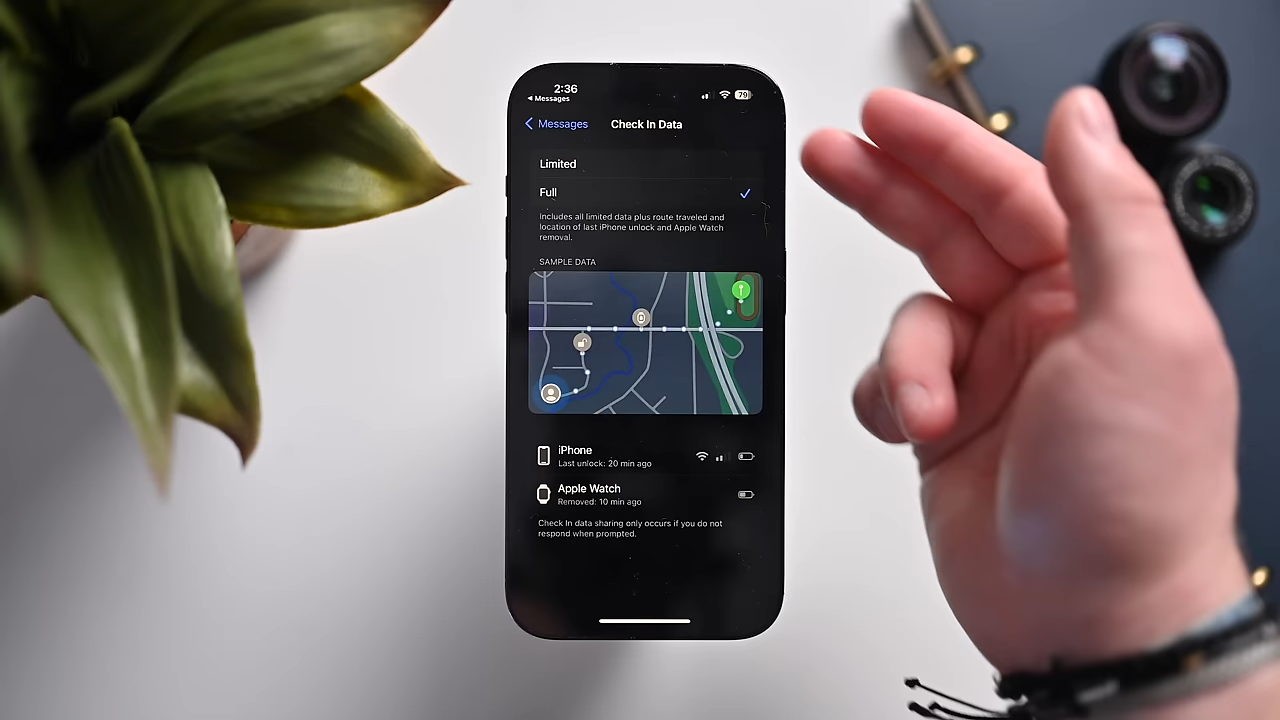 2:36
Messages
79
Messages
Check In Data
Limited
Full
Includes all limited data plus route traveled and
location of last iPhone unlock and Apple Watch
removal.
SAMPLE DATA
iPhone
Last unlock: 20 min ago
Apple Watch
Removed: 10 min ago
Check In data sharing only occurs if you do not
respond when prompted.